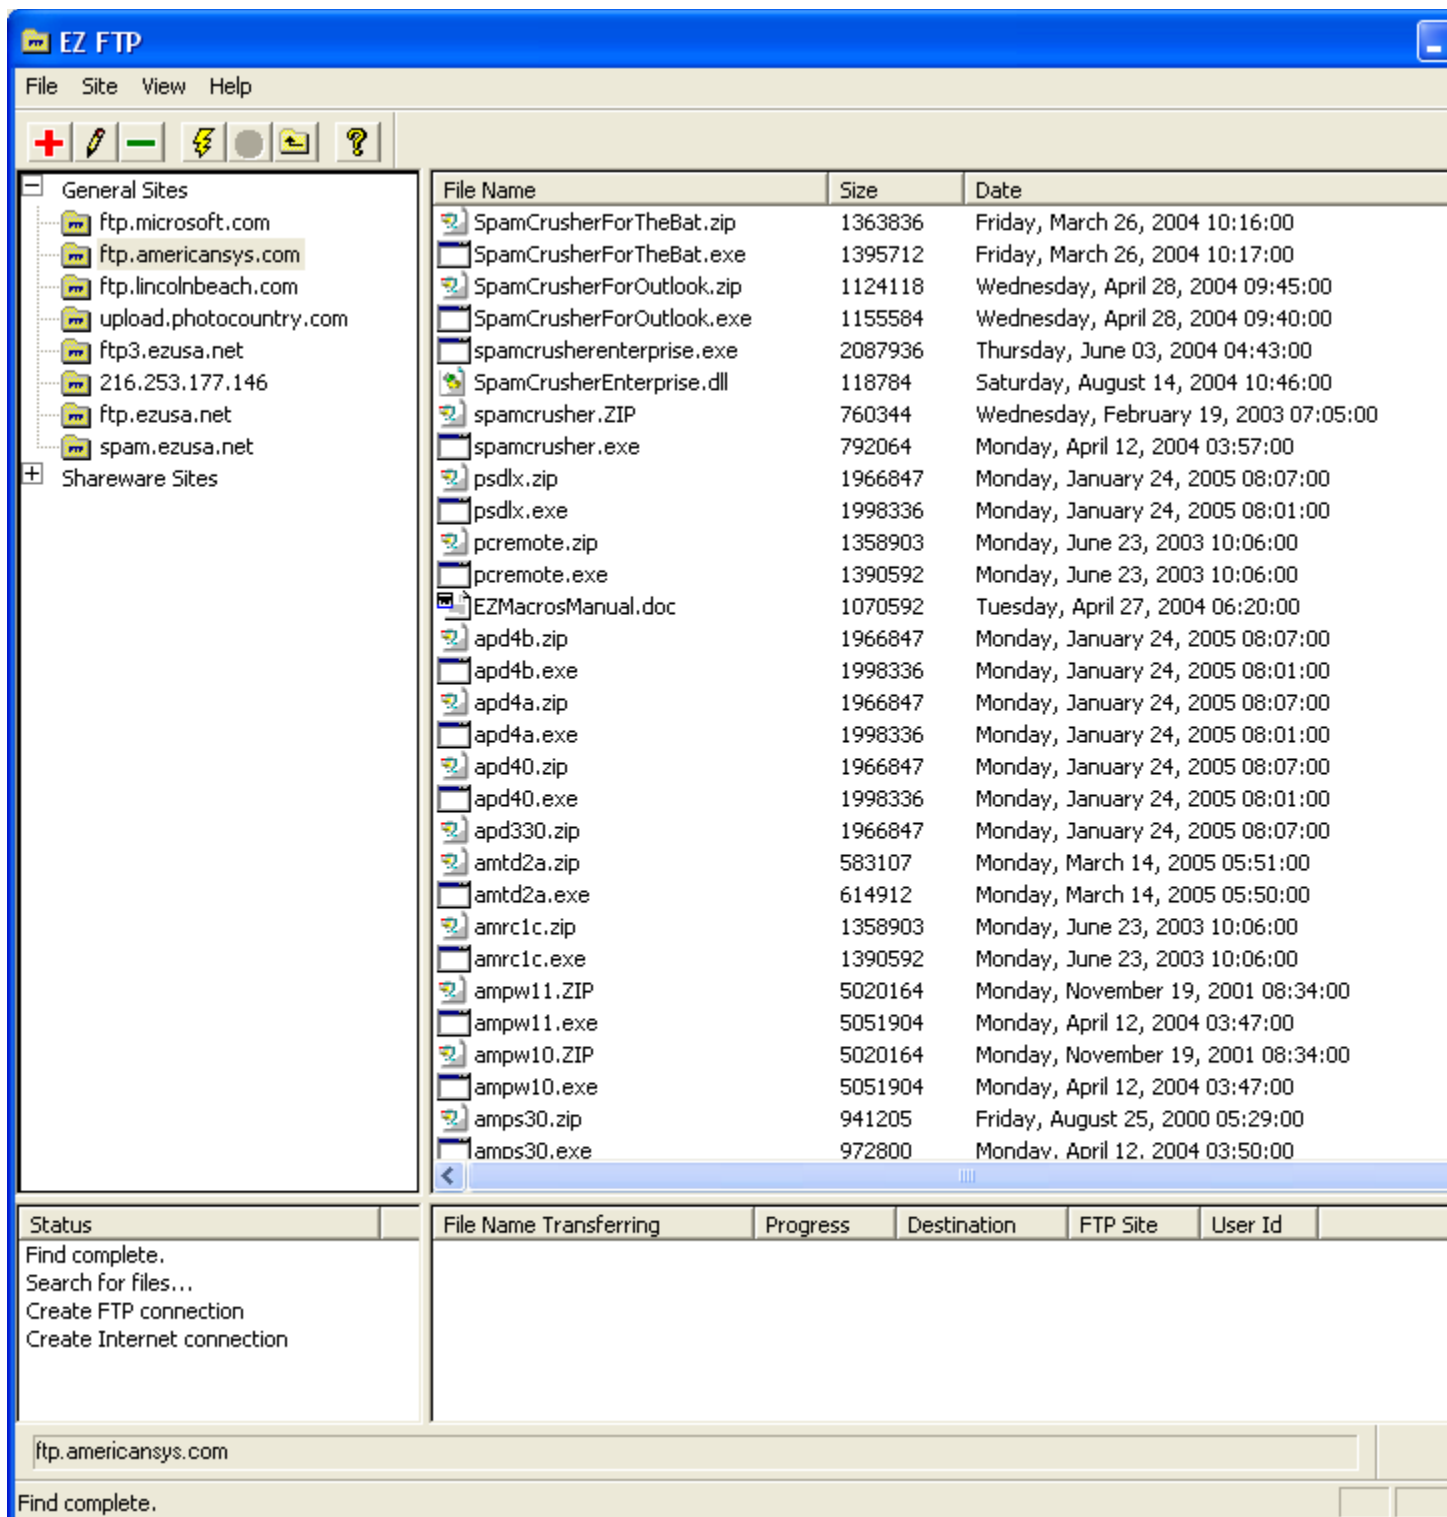 EZ FTP
File Site View Help
General Sites
ftp.microsoft.com
ftp.americansys.com
ftp.lincolnbeach.com
upload.photocountry.com
ftp3.ezusa.net
216.253.177.146
ftp.ezusa.net
spam.ezusa.net
Shareware Sites
File Name Size Date
SpamCrusherForTheBat.zip 1363836 Friday, March 26, 2004 10:16:00
SpamCrusherForTheBat.exe 1395712 Friday, March 26, 2004 10:17:00
SpamCrusherForOutlook.zip 1124118 Wednesday, April 28, 2004 09:45:00
SpamCrusherForOutlook.exe 1155584 Wednesday, April 28, 2004 09:40:00
spamcrusherenterprise.exe 2087936 Thursday, June 03, 2004 04:43:00
SpamCrusherEnterprise.dll 118784 Saturday, August 14, 2004 10:46:00
spamcrusher.ZIP 760344 Wednesday, February 19, 2003 07:05:00
spamcrusher.exe 792064 Monday, April 12, 2004 03:57:00
psdlx.zip 1966847 Monday, January 24, 2005 08:07:00
psdlx.exe 1998336 Monday, January 24, 2005 08:01:00
pcremote.zip 1358903 Monday, June 23, 2003 10:06:00
pcremote.exe 1390592 Monday, June 23, 2003 10:06:00
EZMacrosManual.doc 1070592 Tuesday, April 27, 2004 06:20:00
apd4b.zip 1966847 Monday, January 24, 2005 08:07:00
apd4b.exe 1998336 Monday, January 24, 2005 08:01:00
apd4a.zip 1966847 Monday, January 24, 2005 08:07:00
apd4a.exe 1998336 Monday, January 24, 2005 08:01:00
apd40.zip 1966847 Monday, January 24, 2005 08:07:00
apd40.exe 1998336 Monday, January 24, 2005 08:01:00
apd330.zip 1966847 Monday, January 24, 2005 08:07:00
amtd2a.zip 583107 Monday, March 14, 2005 05:51:00
amtd2a.exe 614912 Monday, March 14, 2005 05:50:00
amrc1c.zip 1358903 Monday, June 23, 2003 10:06:00
amrc1c.exe 1390592 Monday, June 23, 2003 10:06:00
ampw11.ZIP 5020164 Monday, November 19, 2001 08:34:00
ampw11.exe 5051904 Monday, April 12, 2004 03:47:00
ampw10.ZIP 5020164 Monday, November 19, 2001 08:34:00
ampw10.exe 5051904 Monday, April 12, 2004 03:47:00
amps30.zip 941205 Friday, August 25, 2000 05:29:00
amps30.exe 972800 Monday, April 12, 2004 03:50:00
Status
Find complete.
Search for files...
Create FTP connection
Create Internet connection
File Name Transferring Progress Destination FTP Site User Id
ftp.americansys.com
Find complete.